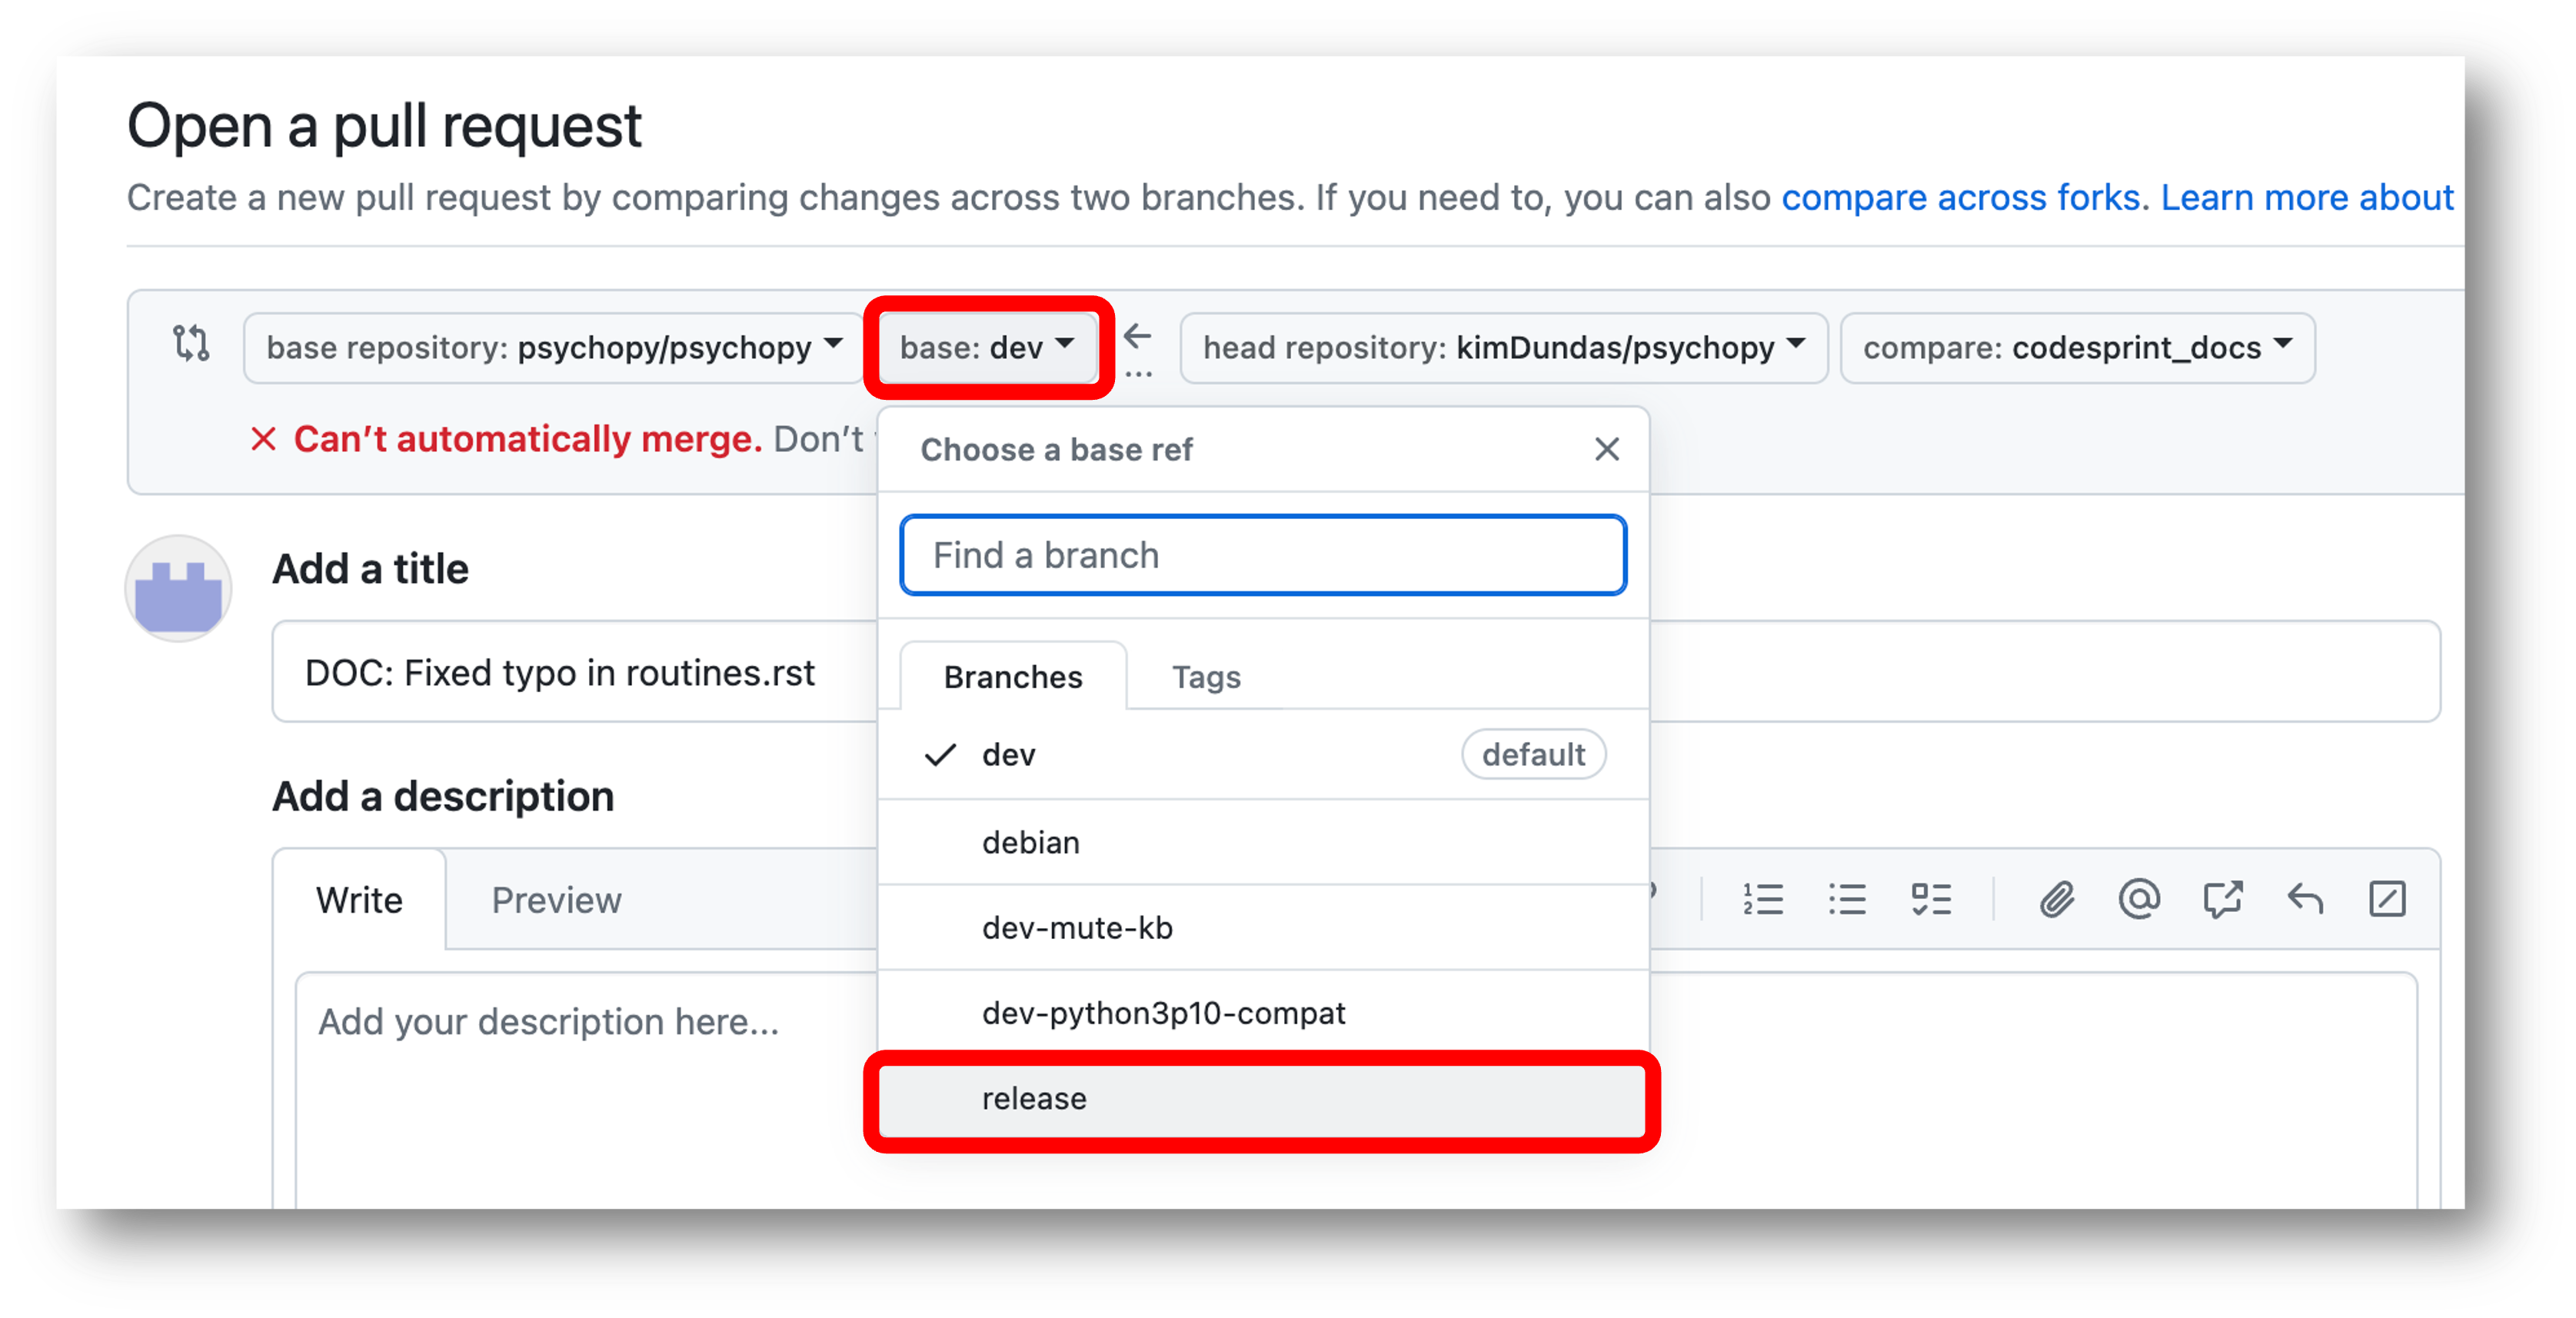 Open a pull request
Create a new pull request by comparing changes across two branches. If you need to, you can also compare across forks. Learn more about
base repository: psychopy/psychopy base: dev head repository: kimDundas/psychopy compare: codesprint_docs
Can't automatically merge. Don't
Choose a base ref
Find a branch
Add a title
Branches Tags
DOC: Fixed typo in routines.rst
dev default
Add a description
debian
Write Preview
dev-mute-kb
dev-python3p10-compat
Add your description here...
release